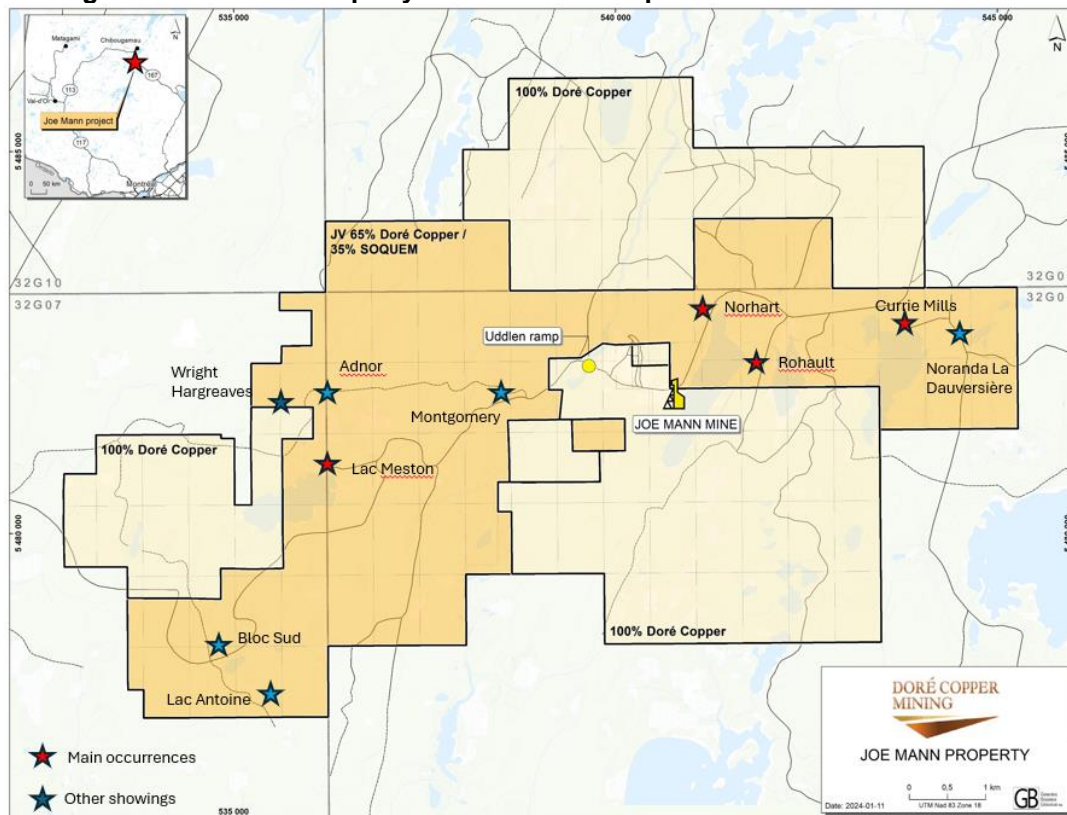 535 000
540 000
545 000
Matagami
Chibougamau
N
167
113
Val-d'Or
Joe Mann project
117
Montréal
0 50 km
N
5 485 000
100% Doré Copper
JV 65% Doré Copper /
35% SOQUEM
32G10
32G07
32G0
32G0
Norhart
Currie Mills
Uddlen ramp
Rohault
Noranda La
Dauversière
Wright
Hargreaves
Adnor
Montgomery
JOE MANN MINE
100% Doré Copper
Lac Meston
5 480 000
Bloc Sud
100% Doré Copper
Lac Antoine
DORÉ COPPER
MINING
JOE MANN PROPERTY
Main occurrences
Other showings
0 0,5 1 km
UTM Nad 83 Zone 18
Date: 2024-01-11
GB
535 000